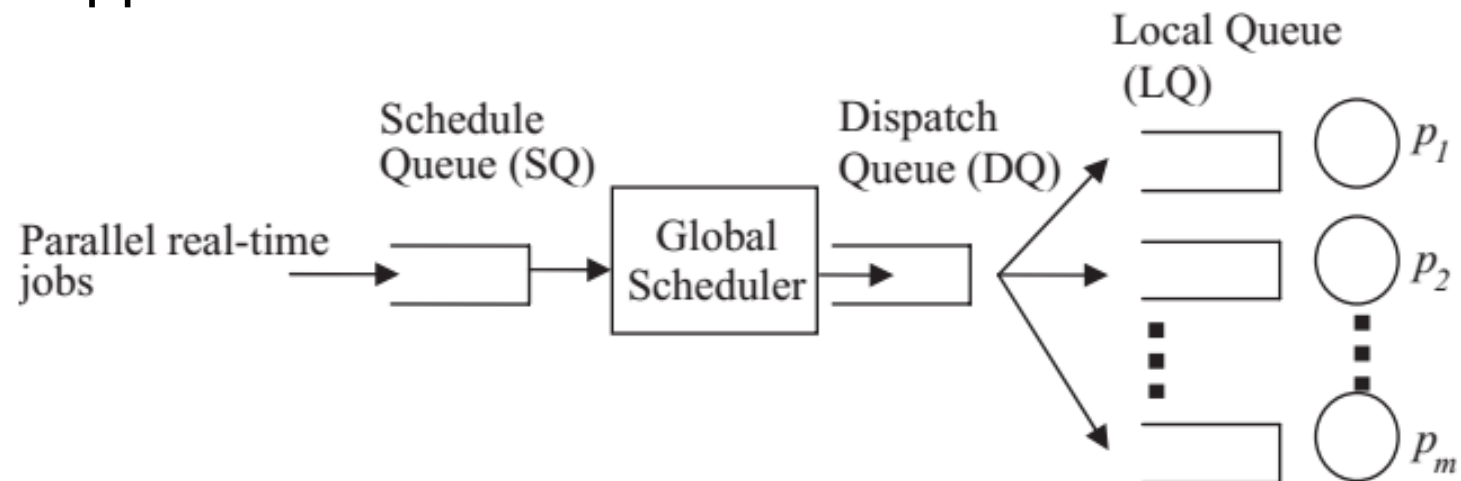 Local Queue
(LQ)
Schedule
Queue (SQ)
Dispatch
Queue (DQ)
Parallel real-time
jobs
Global
Scheduler
p1
p2
pm